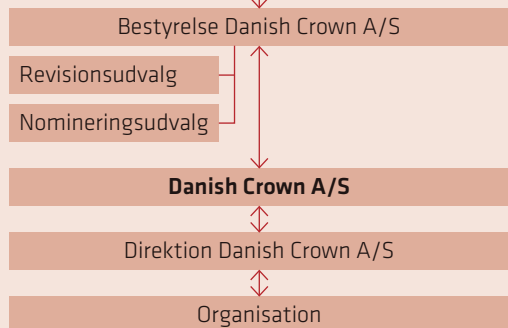 Bestyrelse Danish Crown A/S
Revisionsudvalg
Nomineringsudvalg
Danish Crown A/S
Direktion Danish Crown A/S
Organisation